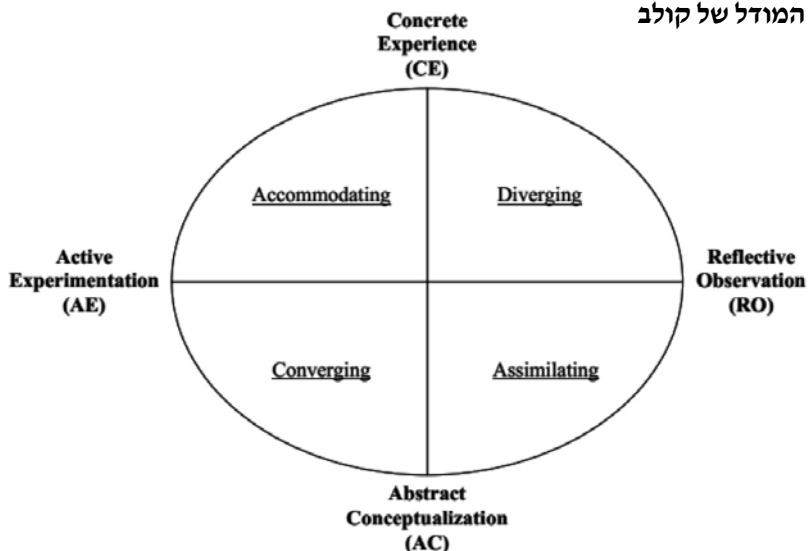 המודל של קולב
Concrete
Experience
(CE)
Accommodating
Diverging
Active
Experimentation
(AE)
Reflective
Observation
(RO)
Converging
Assimilating
Abstract
Conceptualization
(AC)